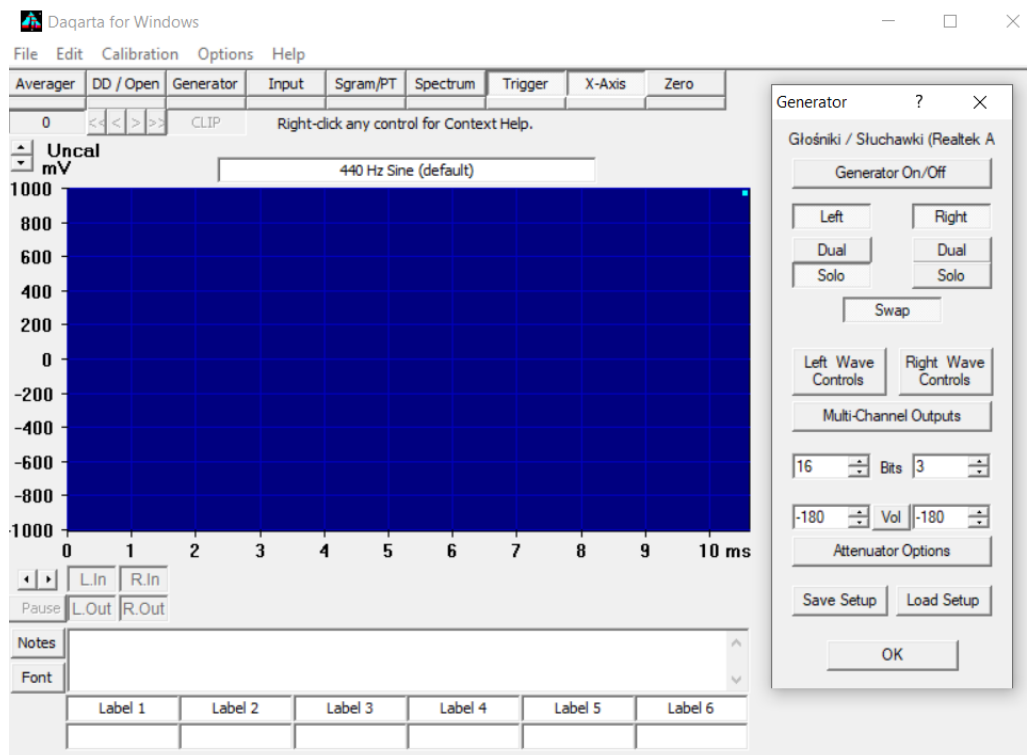 Daqarta for Windows
File Edit Calibration Options Help
Averager DD / Open Generator Input Sgram/PT Spectrum Trigger X-Axis Zero
0 << < > >> CLIP Right-click any control for Context Help.
Uncal
mV
440 Hz Sine (default)
1000
800
600
400
200
0
-200
-400
-600
-800
-1000
0 1 2 3 4 5 6 7 8 9 10 ms
L.In R.In
Pause L.Out R.Out
Notes
Font
Label 1 Label 2 Label 3 Label 4 Label 5 Label 6
Generator ?
Głośniki / Słuchawki (Realtek A
Generator On/Off
Left Right
Dual Dual
Solo Solo
Swap
Left Wave Right Wave
Controls Controls
Multi-Channel Outputs
16 Bits 3
-180 Vol -180
Attenuator Options
Save Setup Load Setup
OK